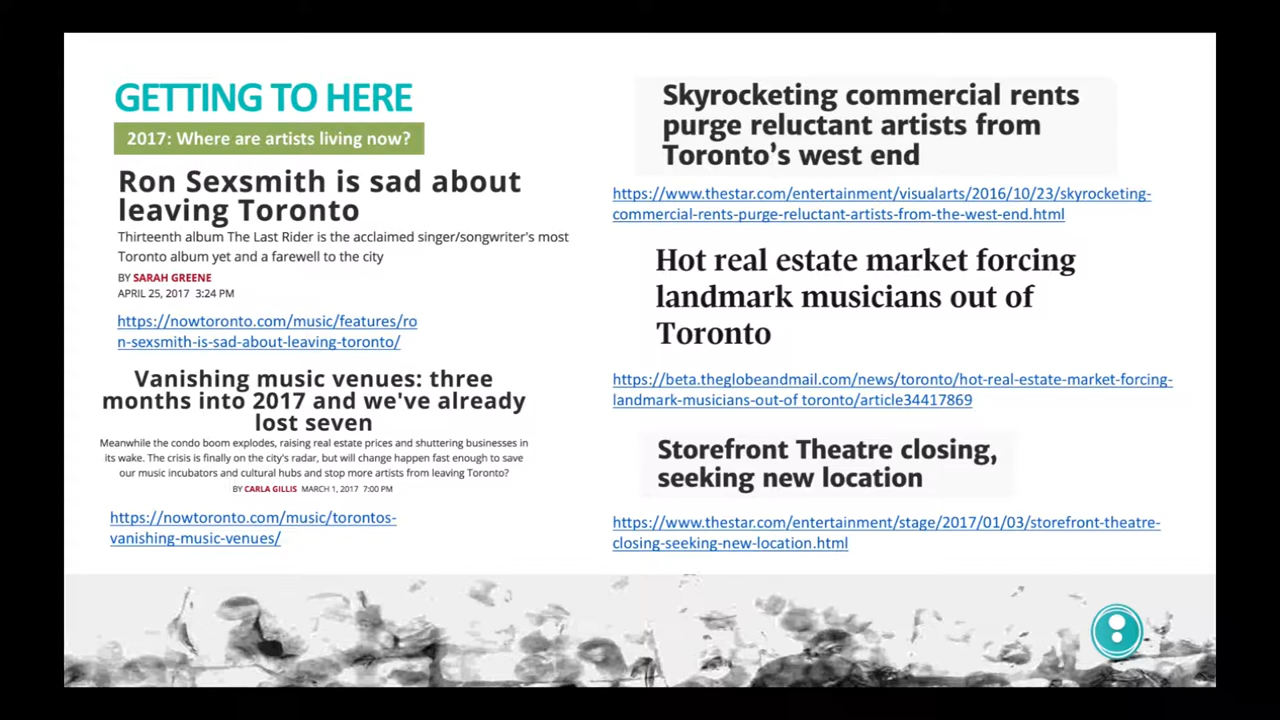 GETTING TO HERE
2017: Where are artists living now?
Ron Sexsmith is sad about
leaving Toronto
Thirteenth album The Last Rider is the acclaimed singer/songwriter's most
Toronto album yet and a farewell to the city
BY SARAH GREENE
APRIL 25, 2017 3:24 PM
https://nowtoronto.com/music/features/ro
n-sexsmith-is-sad-about-leaving-toronto/
Vanishing music venues: three
months into 2017 and we've already
lost seven
Meanwhile the condo boom explodes, raising real estate prices and shuttering businesses in
its wake. The crisis is finally on the city's radar, but will change happen fast enough to save
our music incubators and cultural hubs and stop more artists from leaving Toronto?
BY CARLA GILLIS MARCH 1, 2017 7:00 PM
https://nowtoronto.com/music/torontos-
vanishing-music-venues/
Skyrocketing commercial rents
purge reluctant artists from
Toronto's west end
https://www.thestar.com/entertainment/visualarts/2016/10/23/skyrocketing-
commercial-rents-purge-reluctant-artists-from-the-west-end.html
Hot real estate market forcing
landmark musicians out of
Toronto
https://beta.theglobeandmail.com/news/toronto/hot-real-estate-market-forcing-
landmark-musicians-out-of toronto/article34417869
Storefront Theatre closing,
seeking new location
https://www.thestar.com/entertainment/stage/2017/01/03/storefront-theatre-
closing-seeking-new-location.html